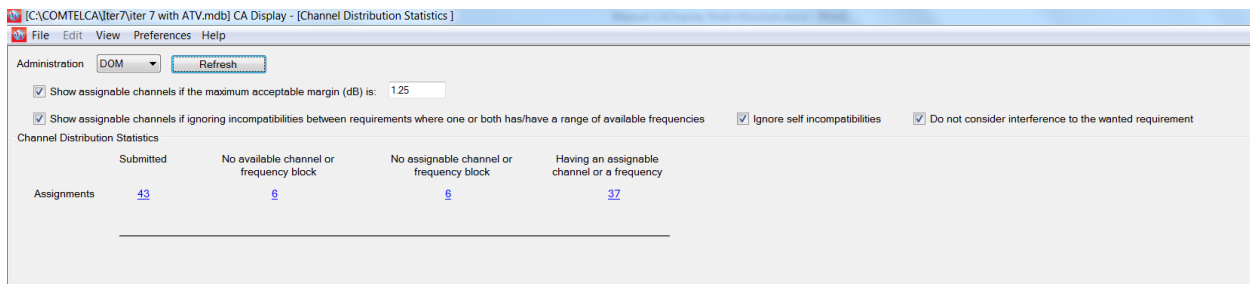 [C:\COMTELCA\Iter7\iter 7 with ATV.mdb] CA Display - [Channel Distribution Statistics ]
File Edit View Preferences Help
Administration DOM Refresh
Show assignable channels if the maximum acceptable margin (dB) is: 1.25
Show assignable channels if ignoring incompatibilities between requirements where one or both has/have a range of available frequencies Ignore self incompatibilities Do not consider interference to the wanted requirement
Channel Distribution Statistics
Submitted No available channel or frequency block No assignable channel or frequency block Having an assignable channel or a frequency
Assignments 43 6 6 37